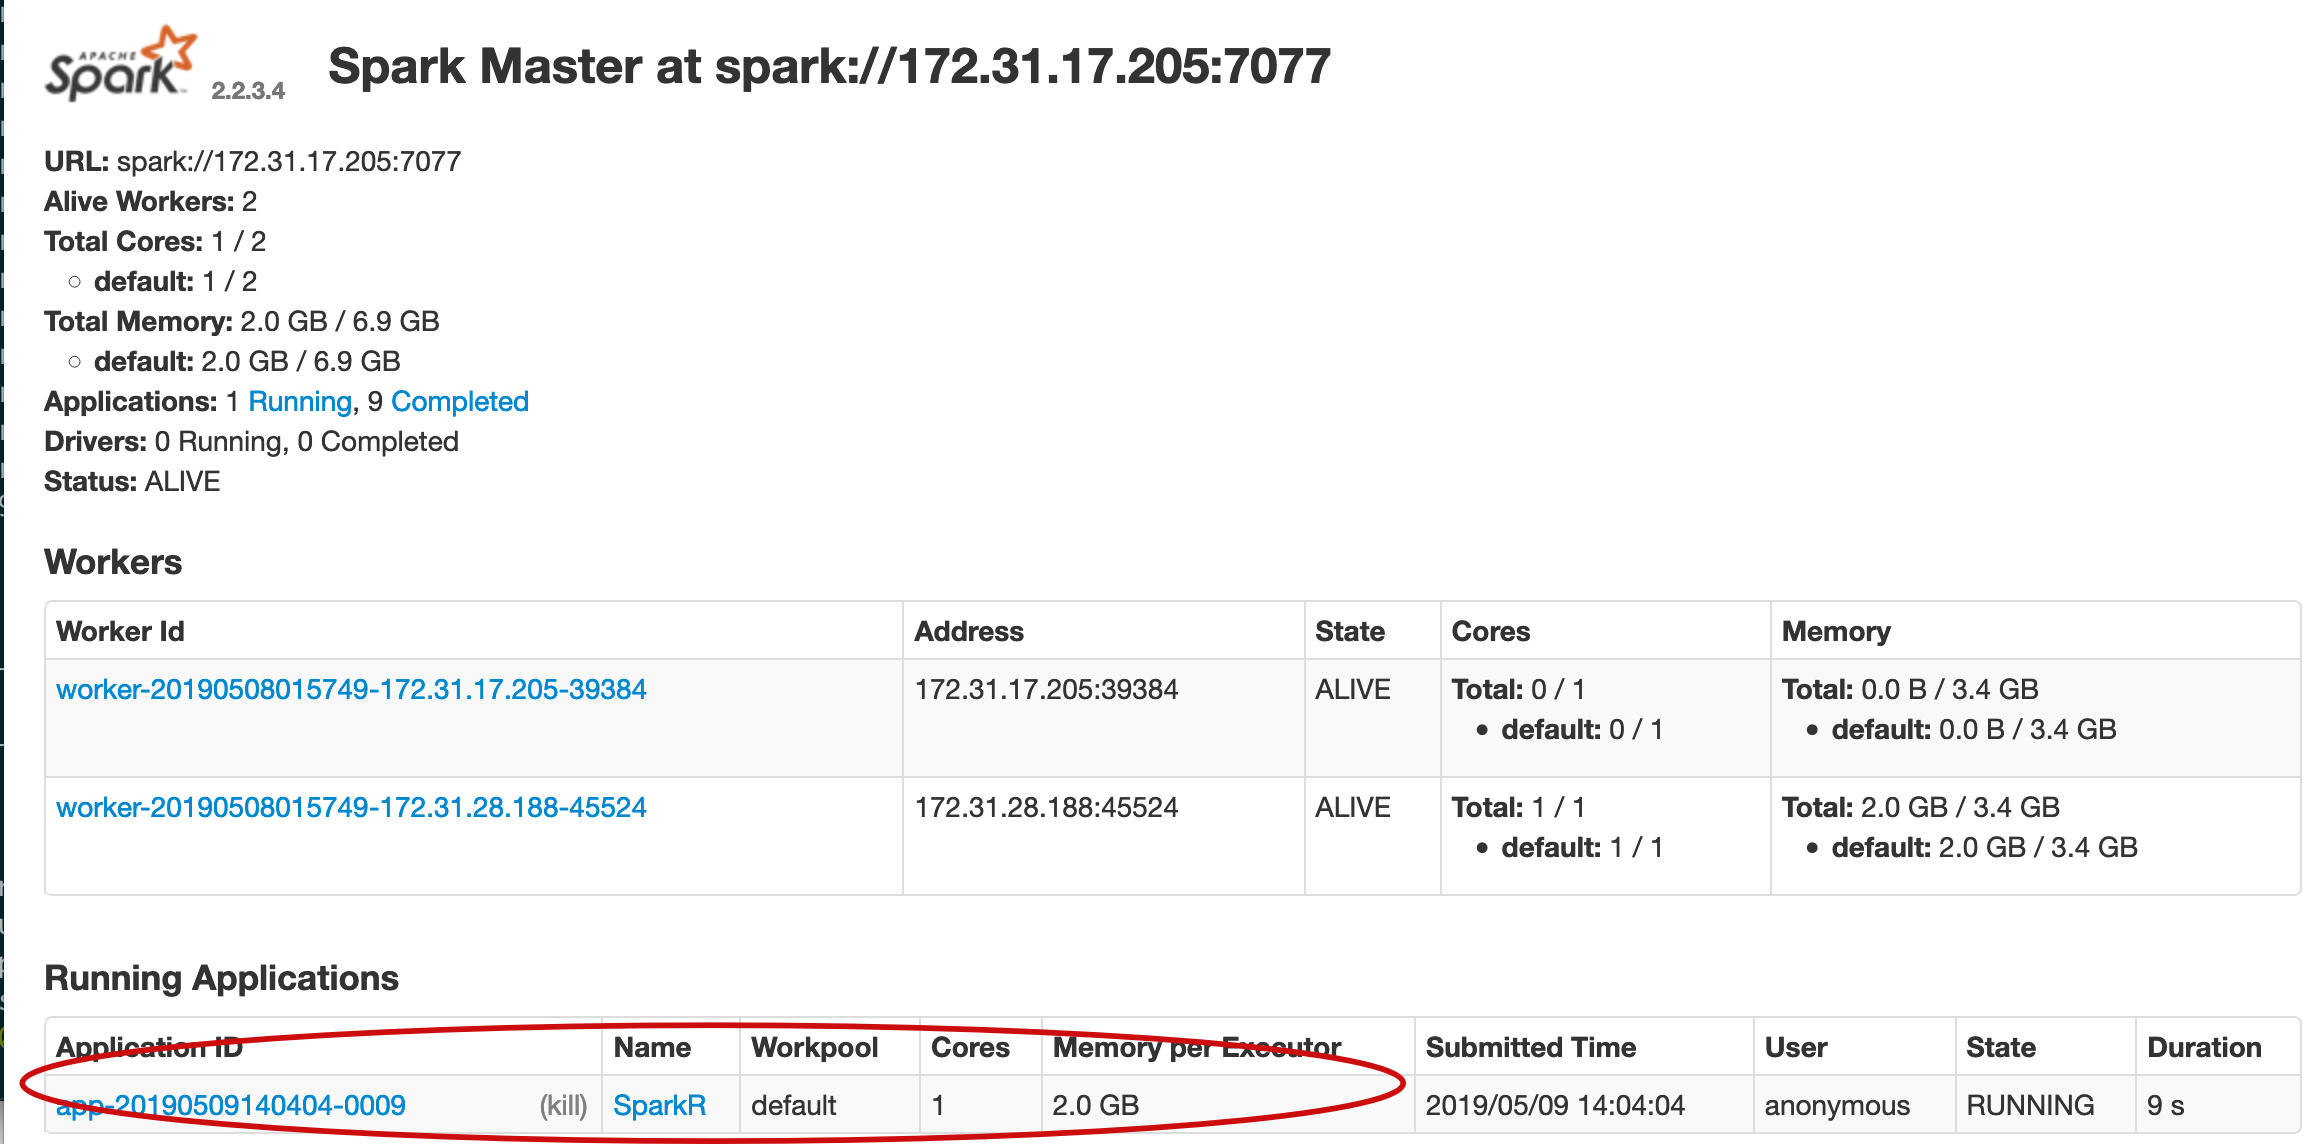 APACHE
Spark™ 2.2.3.4 Spark Master at spark://172.31.17.205:7077
URL: spark://172.31.17.205:7077
Alive Workers: 2
Total Cores: 1 / 2
default: 1 / 2
Total Memory: 2.0 GB / 6.9 GB
default: 2.0 GB / 6.9 GB
Applications: 1 Running, 9 Completed
Drivers: 0 Running, 0 Completed
Status: ALIVE
Workers
Worker Id Address State Cores Memory
worker-20190508015749-172.31.17.205-39384 172.31.17.205:39384 ALIVE Total: 0 / 1 Total: 0.0 B / 3.4 GB
• default: 0 / 1 • default: 0.0 B / 3.4 GB
worker-20190508015749-172.31.28.188-45524 172.31.28.188:45524 ALIVE Total: 1 / 1 Total: 2.0 GB / 3.4 GB
• default: 1 / 1 • default: 2.0 GB / 3.4 GB
Running Applications
Application ID Name Workpool Cores Memory per Executor Submitted Time User State Duration
app-20190509140404-0009 (kill) SparkR default 1 2.0 GB 2019/05/09 14:04:04 anonymous RUNNING 9 s